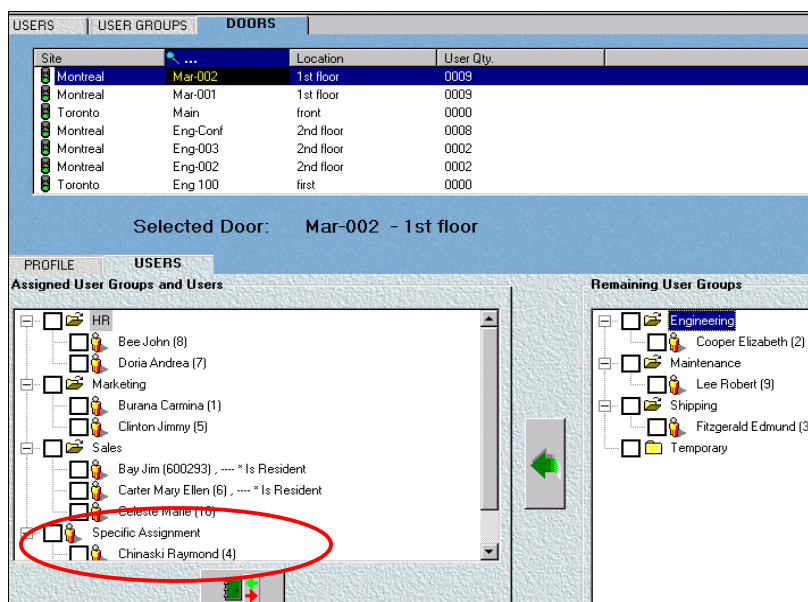 USERS USER GROUPS DOORS
Site ... Location User Qty.
Montreal Mar-002 1st floor 0009
Montreal Mar-001 1st floor 0009
Toronto Main front 0000
Montreal Eng-Conf 2nd floor 0008
Montreal Eng-003 2nd floor 0002
Montreal Eng-002 2nd floor 0002
Toronto Eng 100 first 0000
Selected Door: Mar-002 - 1st floor
PROFILE USERS
Assigned User Groups and Users
HR
Bee John (8)
Doria Andrea (7)
Marketing
Burana Carmina (1)
Clinton Jimmy (5)
Sales
Bay Jim (600293) , ---- * Is Resident
Carter Mary Ellen (6) , ---- * Is Resident
Celeste Marie (10)
Specific Assignment
Chinaski Raymond (4)
Remaining User Groups
Engineering
Cooper Elizabeth (2)
Maintenance
Lee Robert (9)
Shipping
Fitzgerald Edmund (3
Temporary